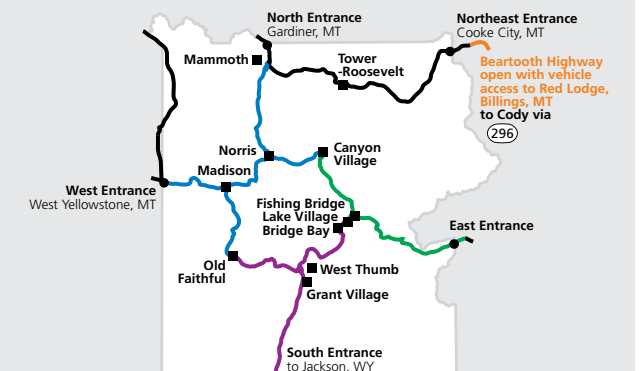 North Entrance
Gardiner, MT
Northeast Entrance
Cooke City, MT
Mammoth
Tower
-Roosevelt
Beartooth Highway
open with vehicle
access to Red Lodge,
Billings, MT
to Cody via
296
Norris
Canyon
Village
Madison
West Entrance
West Yellowstone, MT
Fishing Bridge
Lake Village
Bridge Bay
East Entrance
Old
Faithful
West Thumb
Grant Village
South Entrance
to Jackson, WY